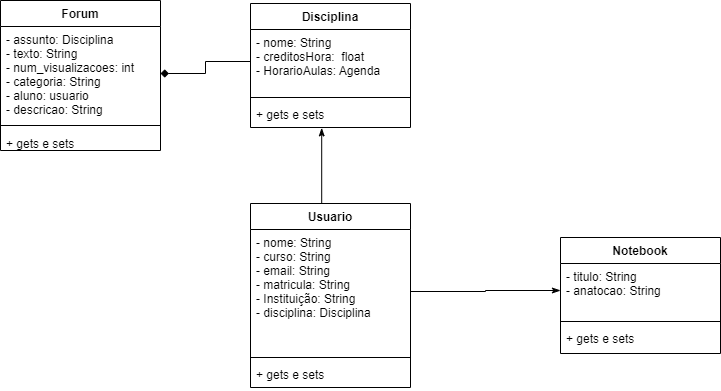 Forum
- assunto: Disciplina
- texto: String
- num_visualizacoes: int
- categoria: String
- aluno: usuario
- descricao: String
+ gets e sets
Disciplina
- nome: String
- creditosHora:  float
- HorarioAulas: Agenda
+ gets e sets
Usuario
- nome: String
- curso: String
- email: String
- matricula: String
- Instituição: String
- disciplina: Disciplina
+ gets e sets
Notebook
- titulo: String
- anatocao: String
+ gets e sets